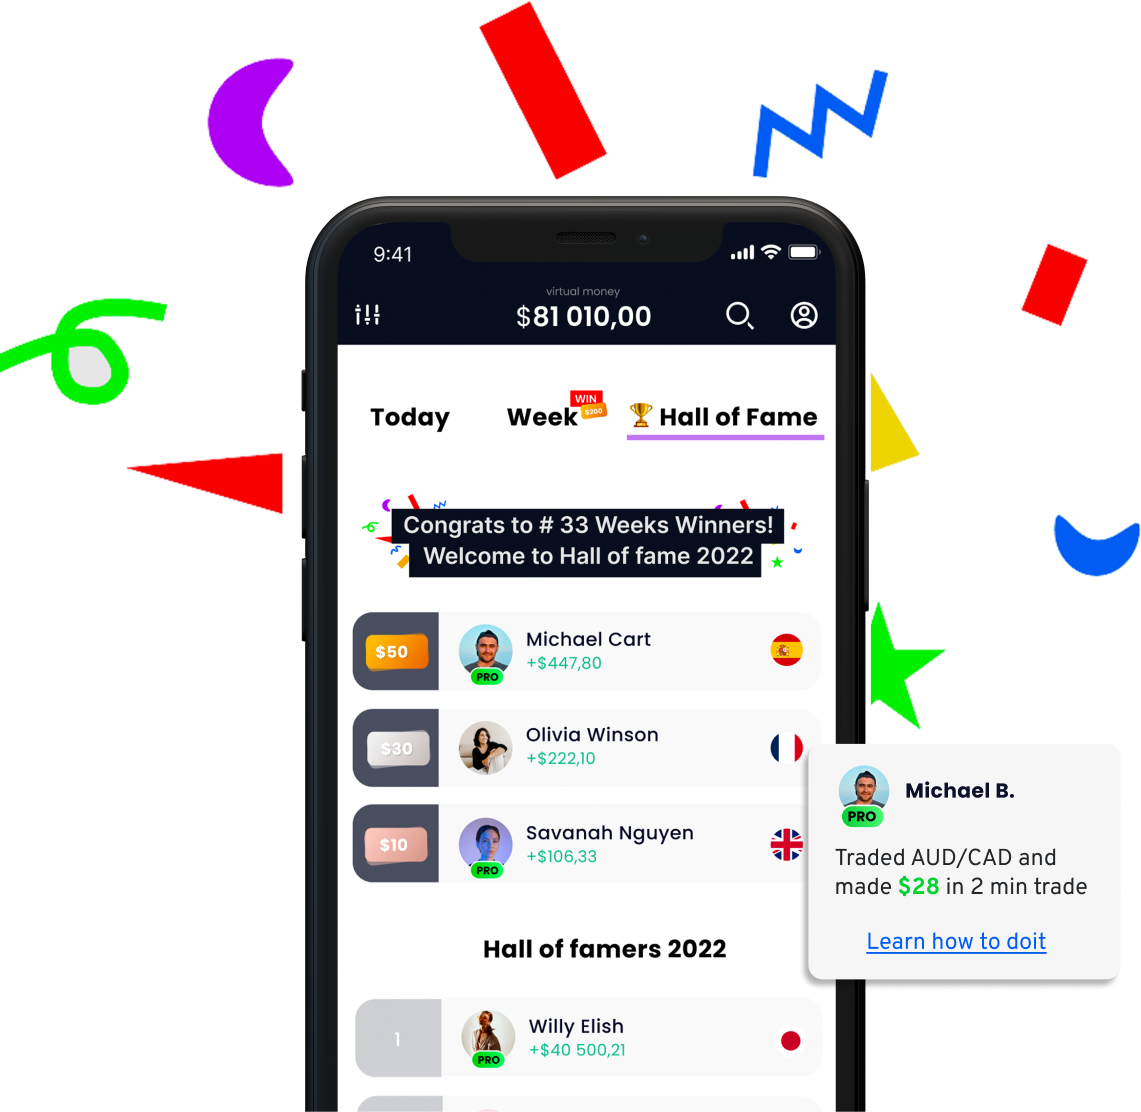 9:41
virtual money
$81 010,00
Today
Week
WIN
$200
Hall of Fame
Congrats to # 33 Weeks Winners!
Welcome to Hall of fame 2022
$50
Michael Cart
+$447,80
PRO
$30
Olivia Winson
+$222,10
$10
Savanah Nguyen
+$106,33
PRO
Michael B.
PRO
Traded AUD/CAD and
made $28 in 2 min trade
Learn how to doit
Hall of famers 2022
1
Willy Elish
+$40 500,21
PRO